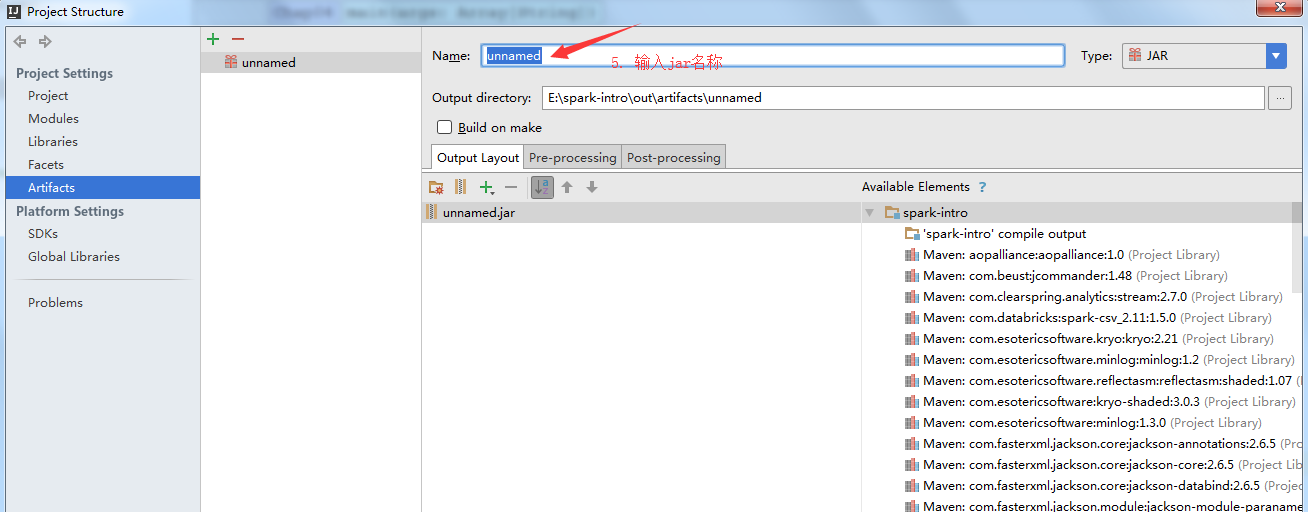 Project Structure
Project Settings
Project
Modules
Libraries
Facets
Artifacts
Platform Settings
SDKs
Global Libraries
Problems
unnamed
Name: unnamed
5. 输入jar名称
Type: JAR
Output directory: E:\spark-intro\out\artifacts\unnamed
...
Build on make
Output Layout Pre-processing Post-processing
Available Elements ?
unnamed.jar
spark-intro
'spark-intro' compile output
Maven: aopalliance:aopalliance:1.0 (Project Library)
Maven: com.beust:jcommander:1.48 (Project Library)
Maven: com.clearspring.analytics:stream:2.7.0 (Project Library)
Maven: com.databricks:spark-csv_2.11:1.5.0 (Project Library)
Maven: com.esotericsoftware.kryo:kryo:2.21 (Project Library)
Maven: com.esotericsoftware.minlog:minlog:1.2 (Project Library)
Maven: com.esotericsoftware.reflectasm:reflectasm:shaded:1.07 (
Maven: com.esotericsoftware:kryo-shaded:3.0.3 (Project Library)
Maven: com.esotericsoftware:minlog:1.3.0 (Project Library)
Maven: com.fasterxml.jackson.core:jackson-annotations:2.6.5 (Pro
Maven: com.fasterxml.jackson.core:jackson-core:2.6.5 (Project Lib
Maven: com.fasterxml.jackson.core:jackson-databind:2.6.5 (Projec
Maven: com.fasterxml.jackson.module:jackson-module-paraname